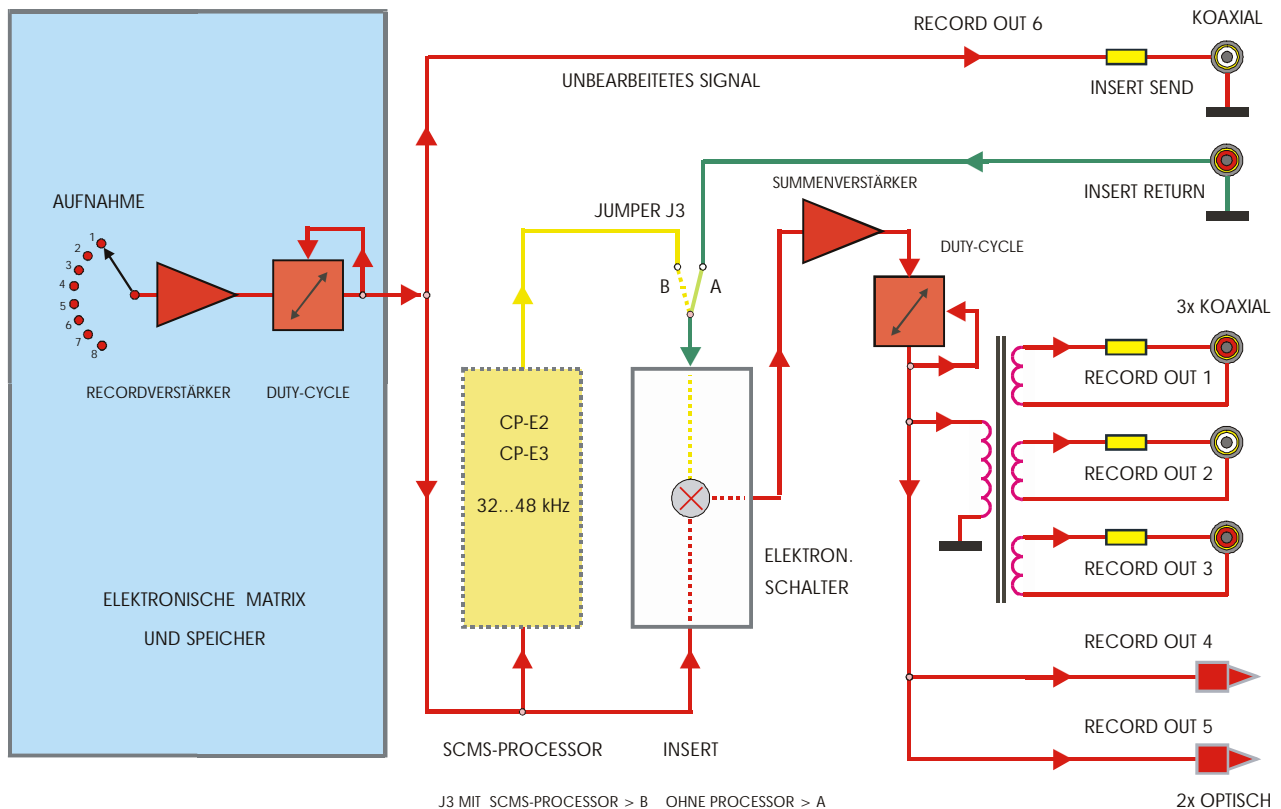 RECORD OUT 6
KOAXIAL
UNBEARBEITETES SIGNAL
INSERT SEND
SUMMENVERSTÄRKER
INSERT RETURN
AUFNAHME
JUMPER J3
1
2
3
4
5
6
7
8
B
A
DUTY-CYCLE
3x KOAXIAL
RECORDVERSTÄRKER
DUTY-CYCLE
RECORD OUT 1
CP-E2
CP-E3
32...48 kHz
RECORD OUT 2
ELEKTRON.
SCHALTER
RECORD OUT 3
ELEKTRONISCHE MATRIX
UND SPEICHER
RECORD OUT 4
SCMS-PROCESSOR
INSERT
RECORD OUT 5
J3 MIT SCMS-PROCESSOR > B OHNE PROCESSOR > A
2x OPTISCH